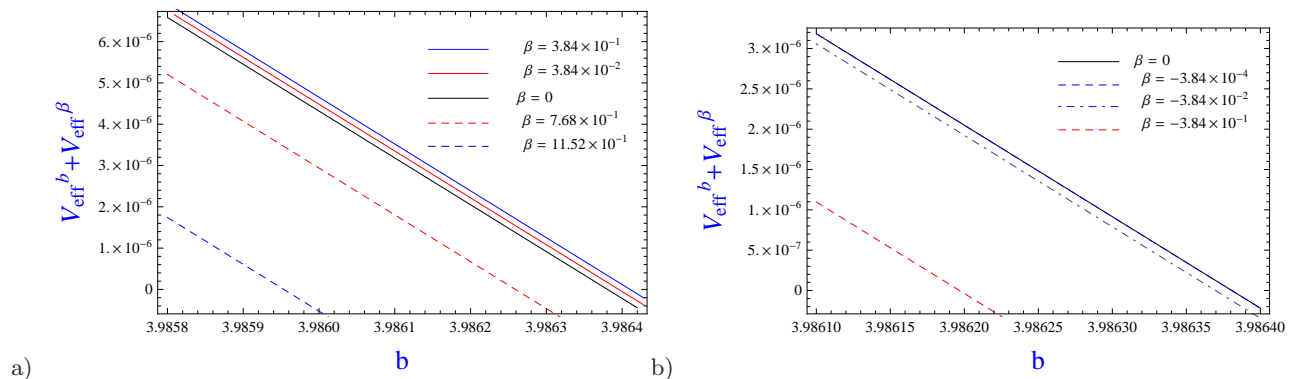 a)
V_eff^b + V_eff^β
6.×10⁻⁶
5.×10⁻⁶
4.×10⁻⁶
3.×10⁻⁶
2.×10⁻⁶
1.×10⁻⁶
0
β = 3.84×10⁻¹
β = 3.84×10⁻²
β = 0
β = 7.68×10⁻¹
β = 11.52×10⁻¹
3.9858 3.9859 3.9860 3.9861 3.9862 3.9863 3.9864
b
b)
V_eff^b + V_eff^β
3.×10⁻⁶
2.5×10⁻⁶
2.×10⁻⁶
1.5×10⁻⁶
1.×10⁻⁶
5.×10⁻⁷
0
β = 0
β = −3.84×10⁻⁴
β = −3.84×10⁻²
β = −3.84×10⁻¹
3.98610 3.98615 3.98620 3.98625 3.98630 3.98635 3.98640
b